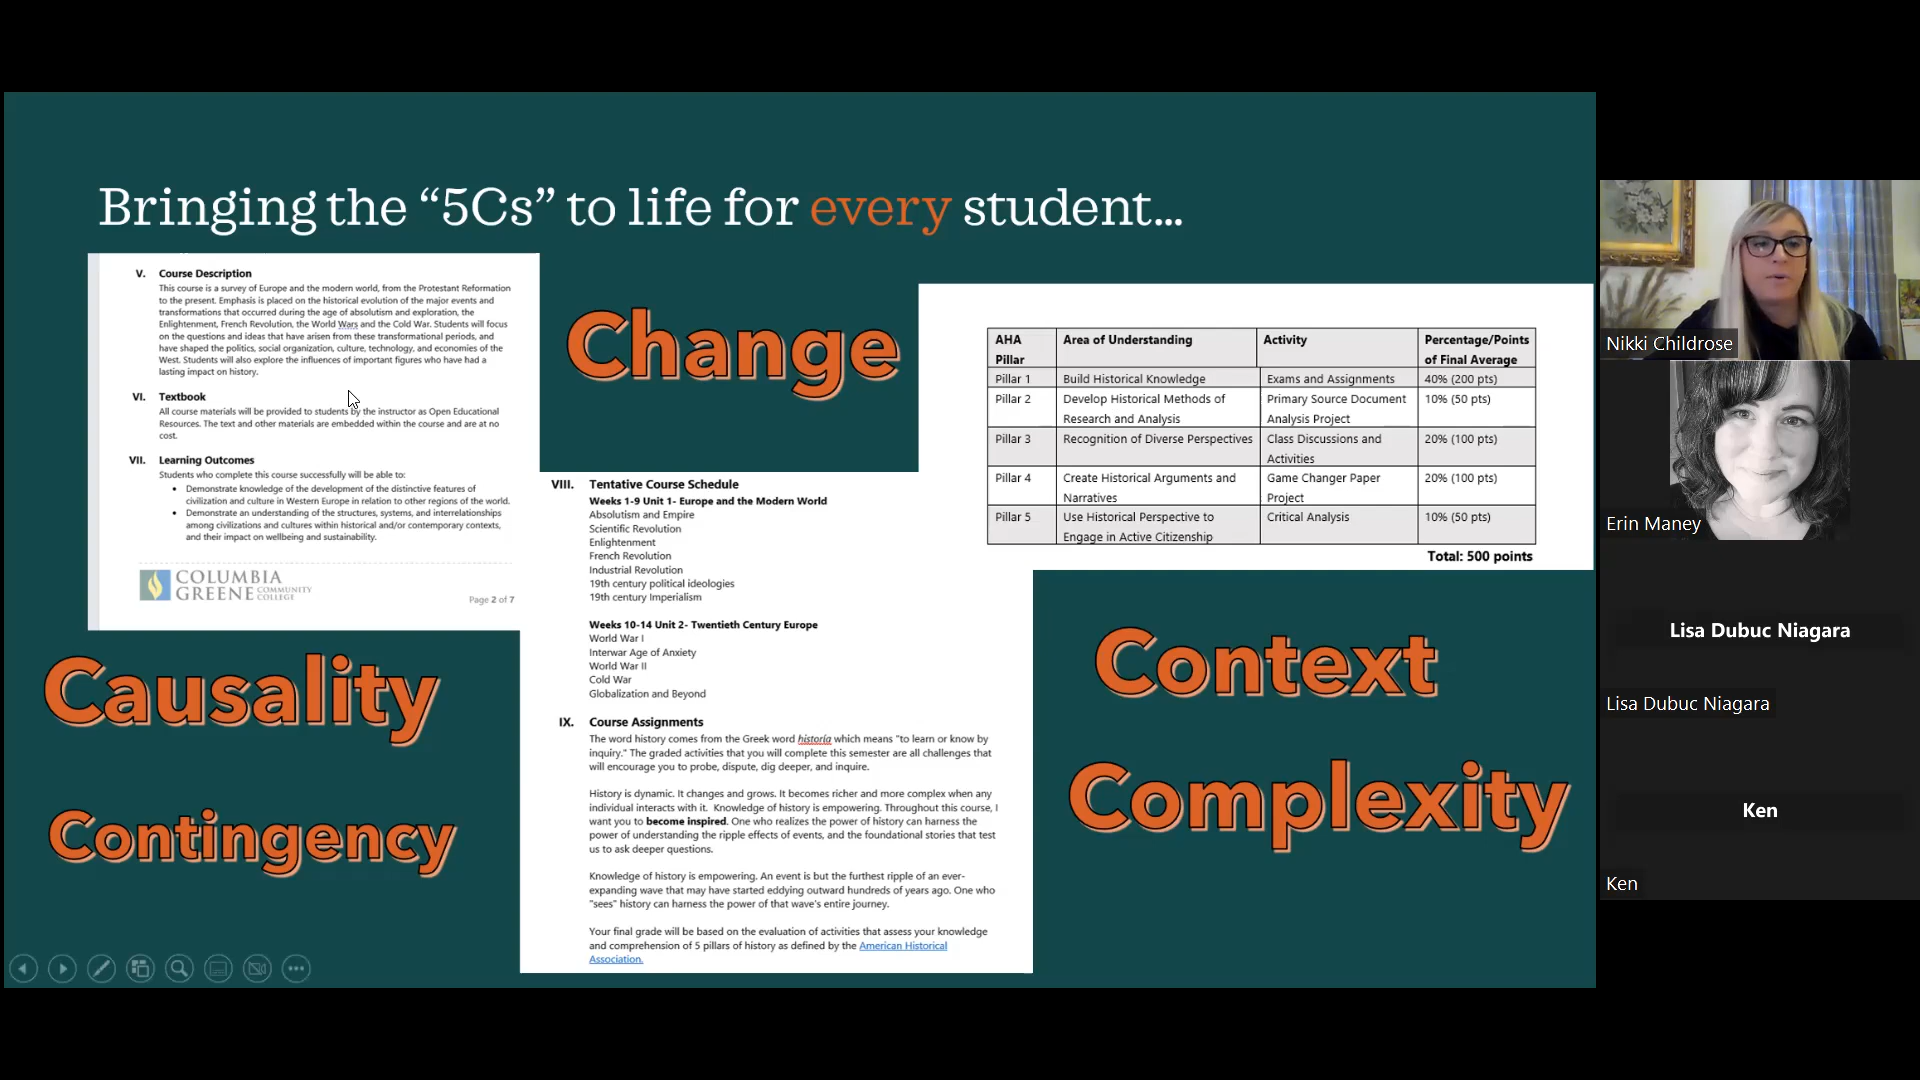 Bringing the “5Cs” to life for every student...
V. Course Description
This course is a survey of Europe and the modern world, from the Protestant Reformation
to the present. Emphasis is placed on the historical evolution of the major events and
transformations that occurred during the age of absolutism and exploration, the
Enlightenment, French Revolution, the World Wars and the Cold War. Students will focus
on the questions and ideas that have arisen from these transformational periods, and
have shaped the politics, social organization, culture, technology, and economies of the
West. Students will also explore the influences of important figures who have had a
lasting impact on history.
VI. Textbook
All course materials will be provided to students by the instructor as Open Educational
Resources. The text and other materials are embedded within the course and are at no
cost.
VII. Learning Outcomes
Students who complete this course successfully will be able to:
• Demonstrate knowledge of the development of the distinctive features of
civilization and culture in Western Europe in relation to other regions of the world.
• Demonstrate an understanding of the structures, systems, and interrelationships
among civilizations and cultures within historical and/or contemporary contexts,
and their impact on wellbeing and sustainability.
COLUMBIA
GREENE COMMUNITY COLLEGE
Page 2 of 7
Change
VIII. Tentative Course Schedule
Weeks 1-9 Unit 1- Europe and the Modern World
Absolutism and Empire
Scientific Revolution
Enlightenment
French Revolution
Industrial Revolution
19th century political ideologies
19th century Imperialism
Weeks 10-14 Unit 2- Twentieth Century Europe
World War I
Interwar Age of Anxiety
World War II
Cold War
Globalization and Beyond
IX. Course Assignments
The word history comes from the Greek word historía which means "to learn or know by
inquiry." The graded activities that you will complete this semester are all challenges that
will encourage you to probe, dispute, dig deeper, and inquire.
History is dynamic. It changes and grows. It becomes richer and more complex when any
individual interacts with it. Knowledge of history is empowering. Throughout this course, I
want you to become inspired. One who realizes the power of history can harness the
power of understanding the ripple effects of events, and the foundational stories that test
us to ask deeper questions.
Knowledge of history is empowering. An event is but the furthest ripple of an ever-
expanding wave that may have started eddying outward hundreds of years ago. One who
"sees" history can harness the power of that wave's entire journey.
Your final grade will be based on the evaluation of activities that assess your knowledge
and comprehension of 5 pillars of history as defined by the American Historical
Association.
AHA Pillar Area of Understanding Activity Percentage/Points of Final Average
Pillar 1 Build Historical Knowledge Exams and Assignments 40% (200 pts)
Pillar 2 Develop Historical Methods of Research and Analysis Primary Source Document Analysis Project 10% (50 pts)
Pillar 3 Recognition of Diverse Perspectives Class Discussions and Activities 20% (100 pts)
Pillar 4 Create Historical Arguments and Narratives Game Changer Paper Project 20% (100 pts)
Pillar 5 Use Historical Perspective to Engage in Active Citizenship Critical Analysis 10% (50 pts)
Total: 500 points
Causality
Contingency
Context
Complexity
Nikki Childrose
Erin Maney
Lisa Dubuc Niagara
Lisa Dubuc Niagara
Ken
Ken